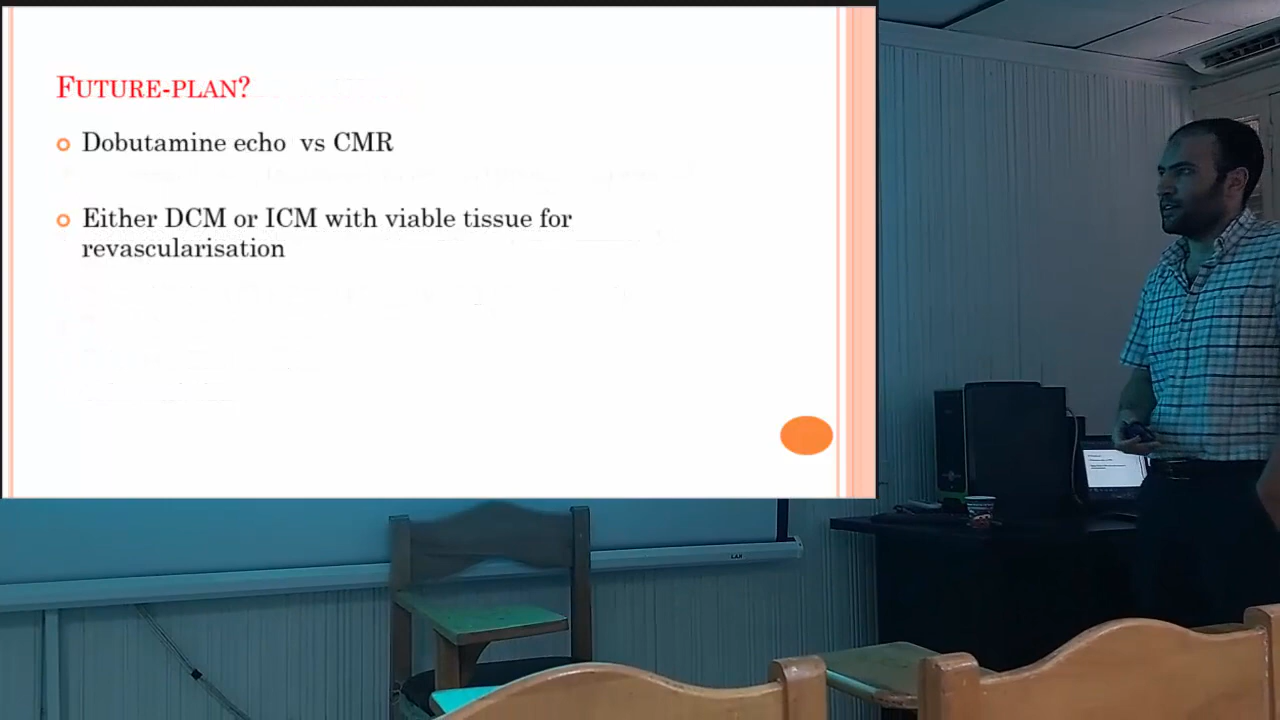 FUTURE-PLAN?
Dobutamine echo vs CMR
Either DCM or ICM with viable tissue for
revascularisation